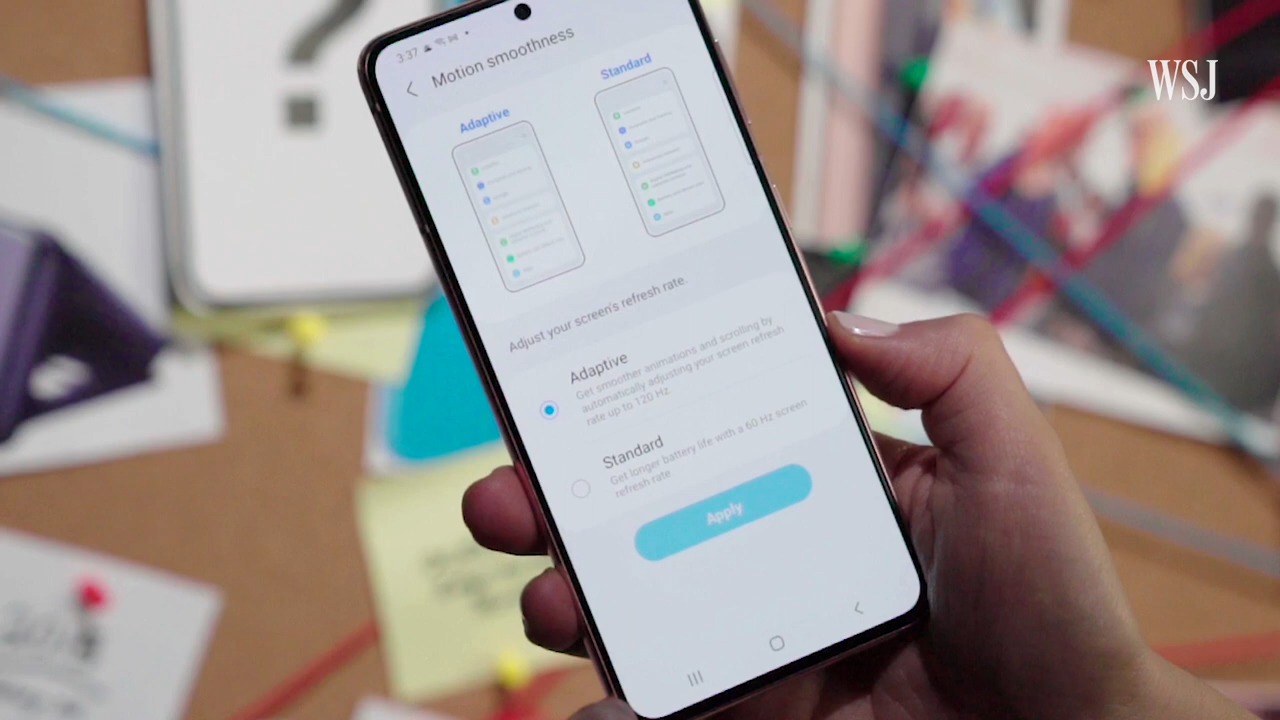 WSJ
3:37
Motion smoothness
Adaptive
Standard
Adjust your screen's refresh rate.
Adaptive
Get smoother animations and scrolling by
automatically adjusting your screen refresh
rate up to 120 Hz.
Standard
Get longer battery life with a 60 Hz screen
refresh rate
Apply
?